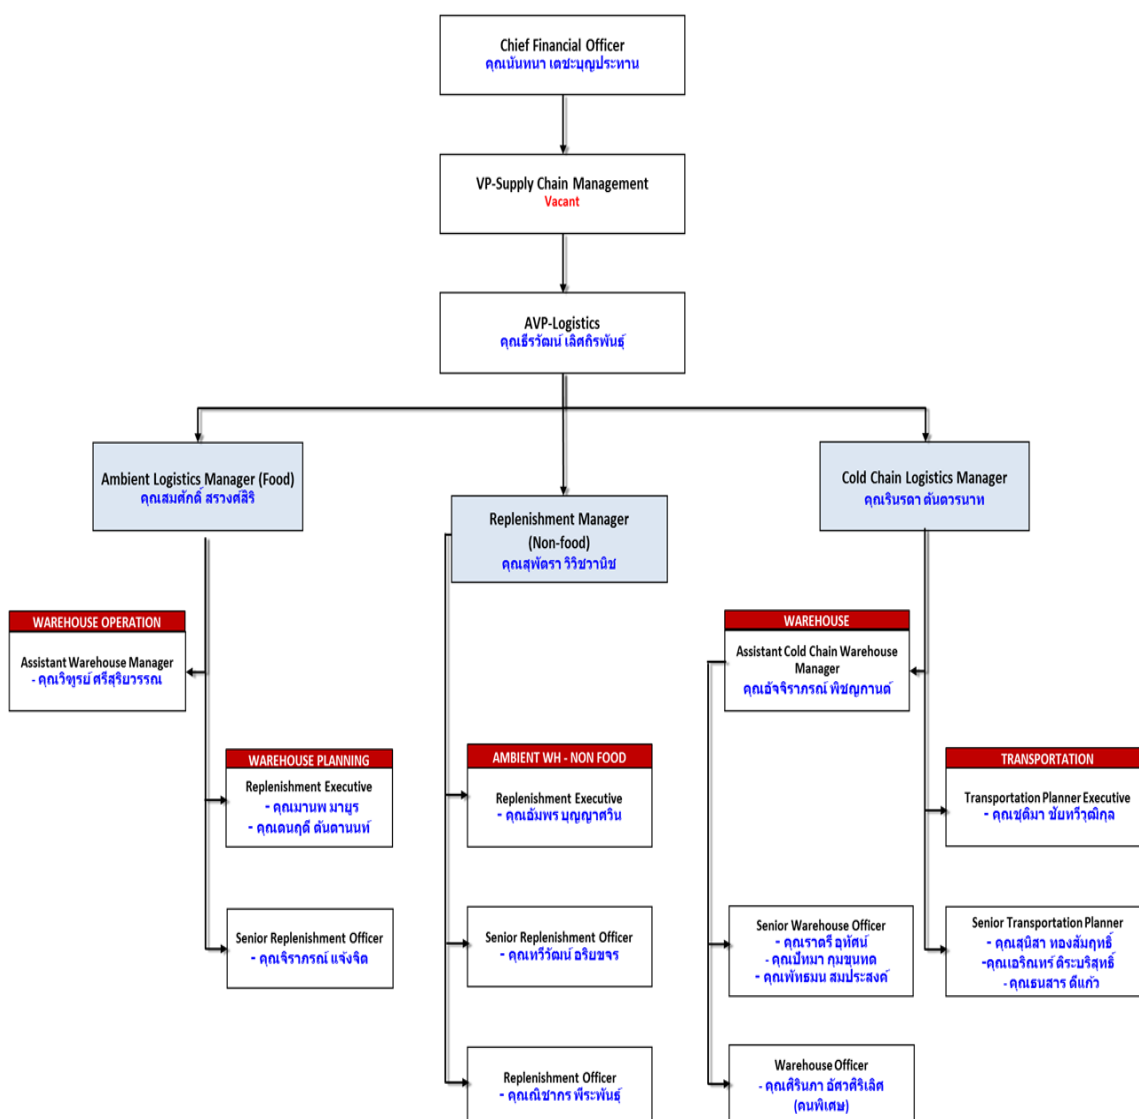 Chief Financial Officer
คุณนันทนา เตชะบุญประทาน
VP-Supply Chain Management
Vacant
AVP-Logistics
คุณธีรวัฒน์ เลิศถิรพันธุ์
Ambient Logistics Manager (Food)
คุณสมศักดิ์ สรวงศ์สิริ
Replenishment Manager
(Non-food)
คุณสุพัตรา วิวิชวานิช
Cold Chain Logistics Manager
คุณรินรดา ตันตวรนาท
WAREHOUSE OPERATION
Assistant Warehouse Manager
- คุณวิฑูรย์ ศรีสุริยวรรณ
WAREHOUSE PLANNING
Replenishment Executive
- คุณมานพ มายูร
- คุณดนฤดี ตันตานนท์
Senior Replenishment Officer
- คุณจิราภรณ์ แจ้งจิต
AMBIENT WH - NON FOOD
Replenishment Executive
- คุณอัมพร บุญญาศวิน
Senior Replenishment Officer
- คุณทวีวัฒน์ อริยขจร
Replenishment Officer
- คุณณิชากร พีระพันธุ์
WAREHOUSE
Assistant Cold Chain Warehouse
Manager
คุณอัจจิราภรณ์ พิชญกานต์
Senior Warehouse Officer
- คุณราตรี อุทัศน์
- คุณปัทมา กุมขุนทด
- คุณพัทธมน สมประสงค์
Warehouse Officer
- คุณศิรินภา อัศวศิริเลิศ
(คนพิเศษ)
TRANSPORTATION
Transportation Planner Executive
- คุณชุติมา ชัยทวีวุฒิกุล
Senior Transportation Planner
- คุณสุนิสา ทองสัมฤทธิ์
-คุณเอริณทร์ ติระบริสุทธิ์
- คุณธนสาร ดีแก้ว